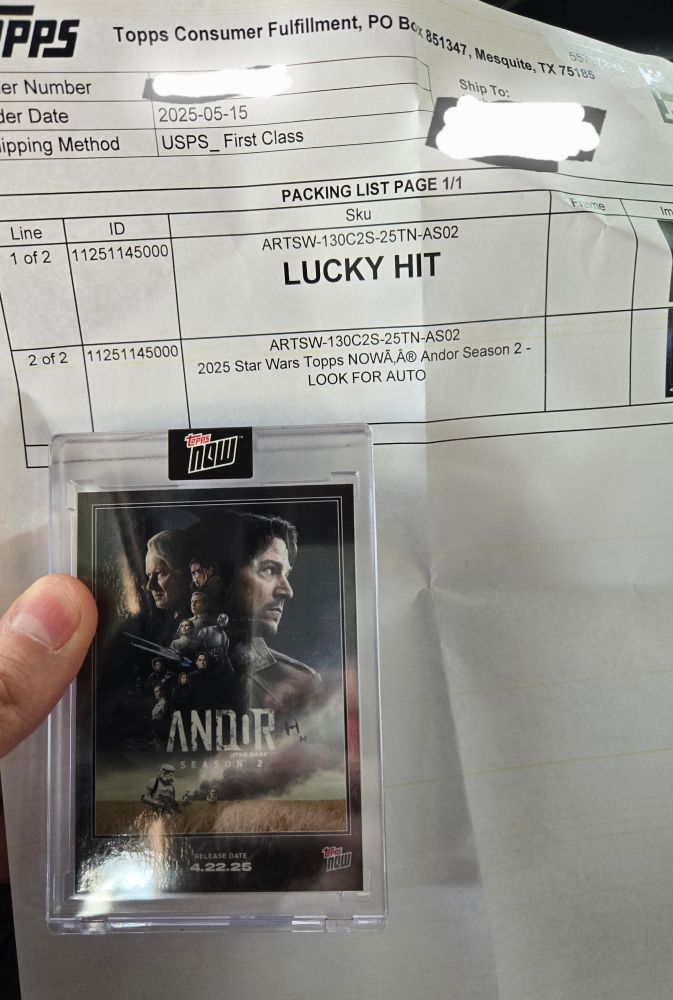 OPPS
Topps Consumer Fulfillment, PO Box 851347, Mesquite, TX 75185
er Number
der Date 2025-05-15
ipping Method USPS_ First Class
Ship To:
PACKING LIST PAGE 1/1
Line ID Sku Frame Im
1 of 2 11251145000 ARTSW-130C2S-25TN-AS02
LUCKY HIT
2 of 2 11251145000 ARTSW-130C2S-25TN-AS02
2025 Star Wars Topps NOWÃ‚Â® Andor Season 2 -
LOOK FOR AUTO
TOPPS
NOW™
ANDOR
STAR WARS
SEASON 2
RELEASE DATE
4.22.25
TOPPS
NOW